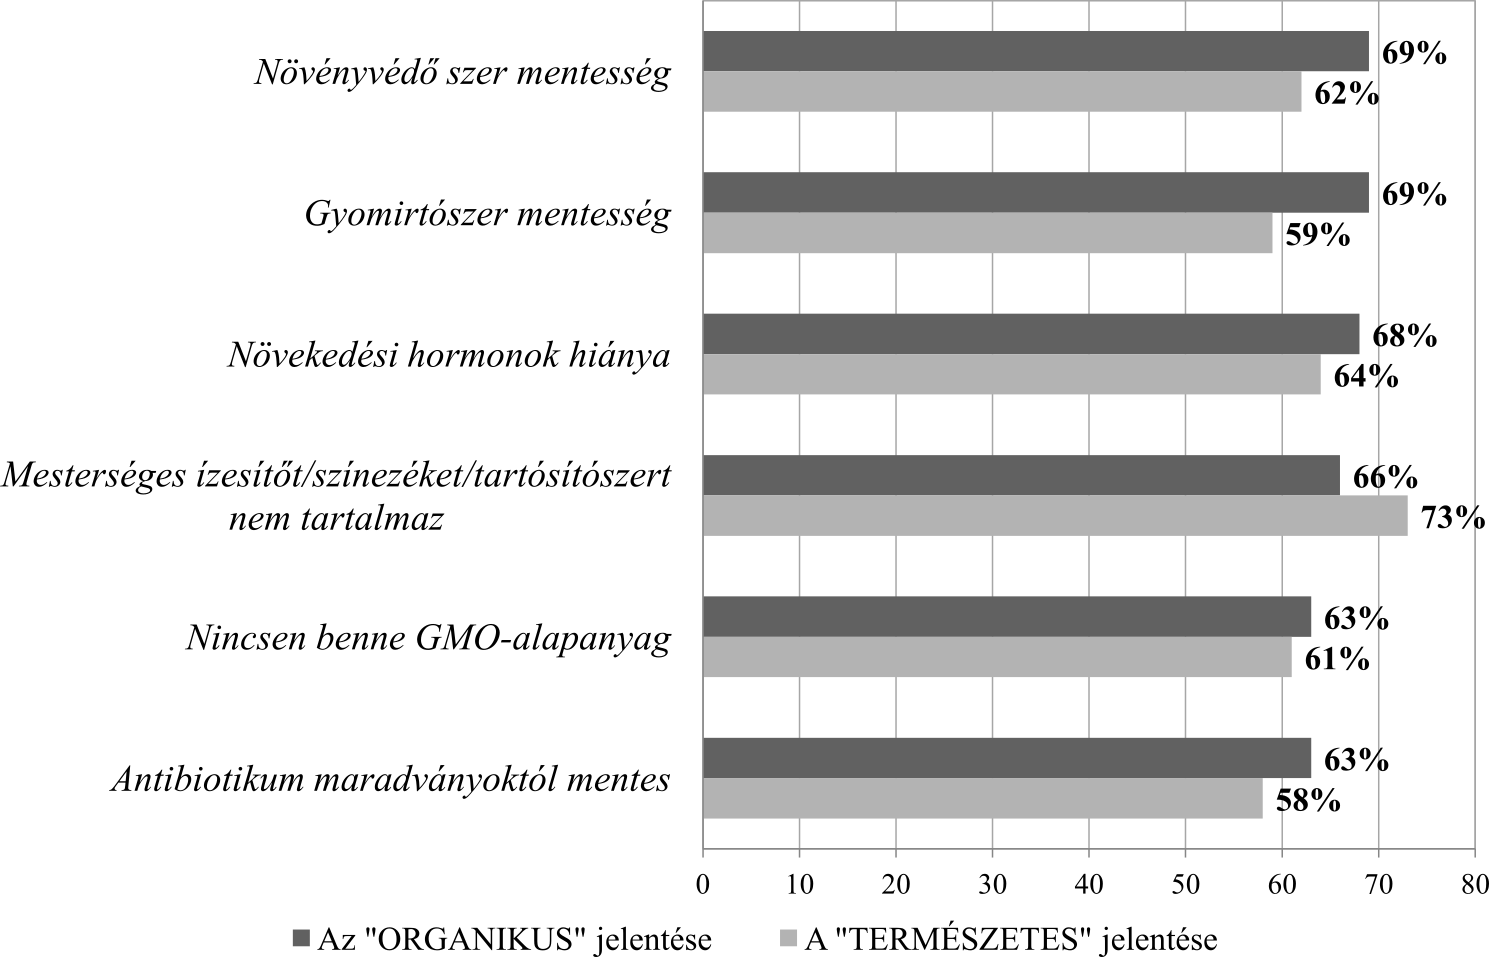 Növényvédő szer mentesség
69%
62%
Gyomirtószer mentesség
69%
59%
Növekedési hormonok hiánya
68%
64%
Mesterséges ízesítőt/színezéket/tartósítószert
nem tartalmaz
66%
73%
Nincsen benne GMO-alapanyag
63%
61%
Antibiotikum maradványoktól mentes
63%
58%
0 10 20 30 40 50 60 70 80
Az "ORGANIKUS" jelentése
A "TERMÉSZETES" jelentése